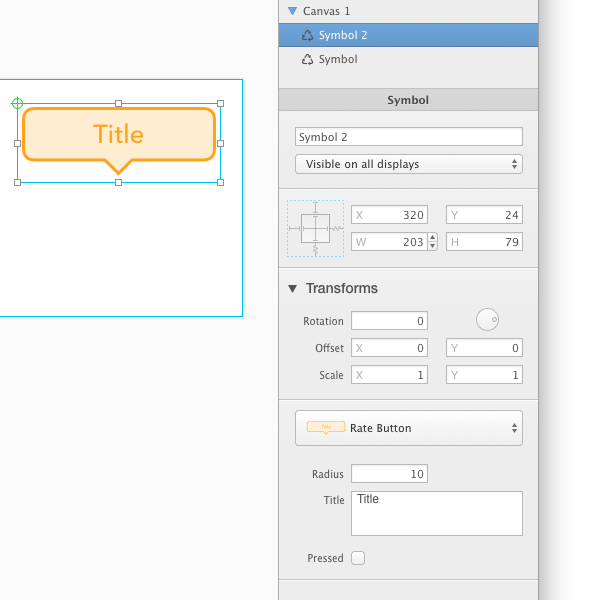 Canvas 1
Symbol 2
Symbol
Symbol
Title
Symbol 2
Visible on all displays
X 320 Y 24
W 203 H 79
Transforms
Rotation 0
Offset X 0 Y 0
Scale X 1 Y 1
Title Rate Button
Radius 10
Title Title
Pressed